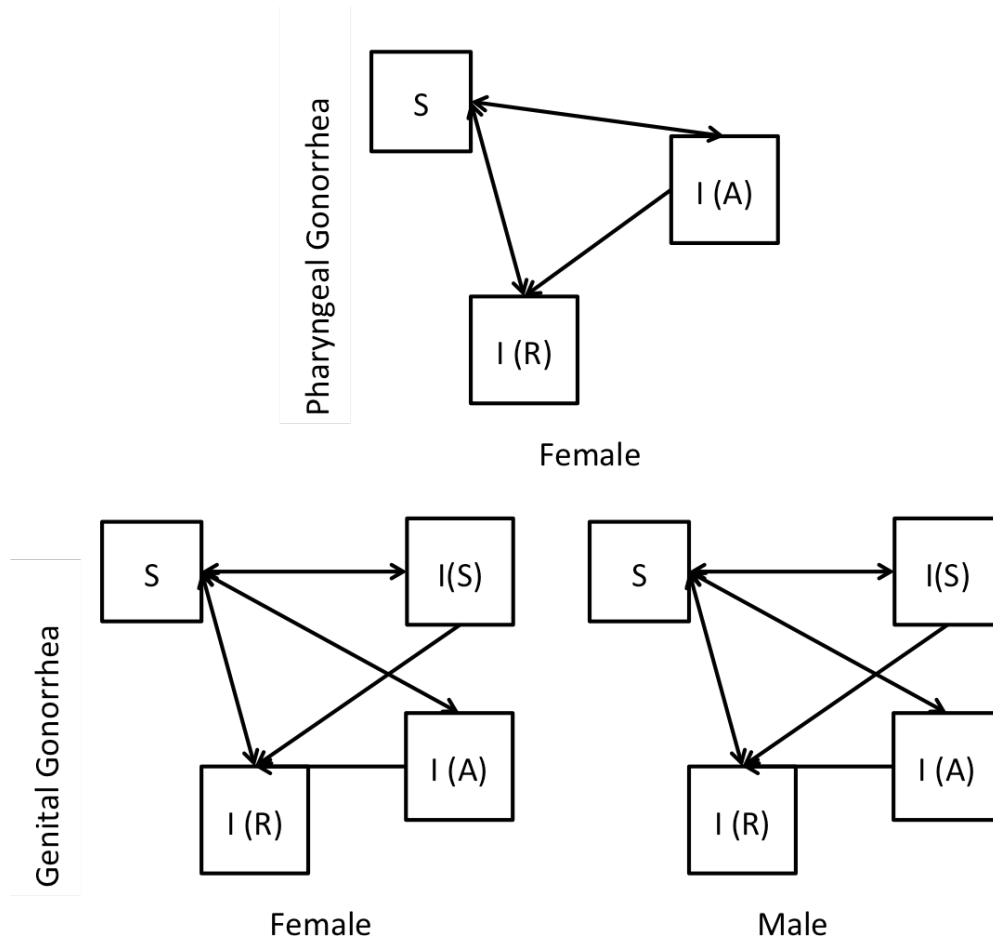 Pharyngeal Gonorrhea
S
I (A)
I (R)
Female
Genital Gonorrhea
S
I(S)
I (A)
I (R)
Female
S
I(S)
I (A)
I (R)
Male